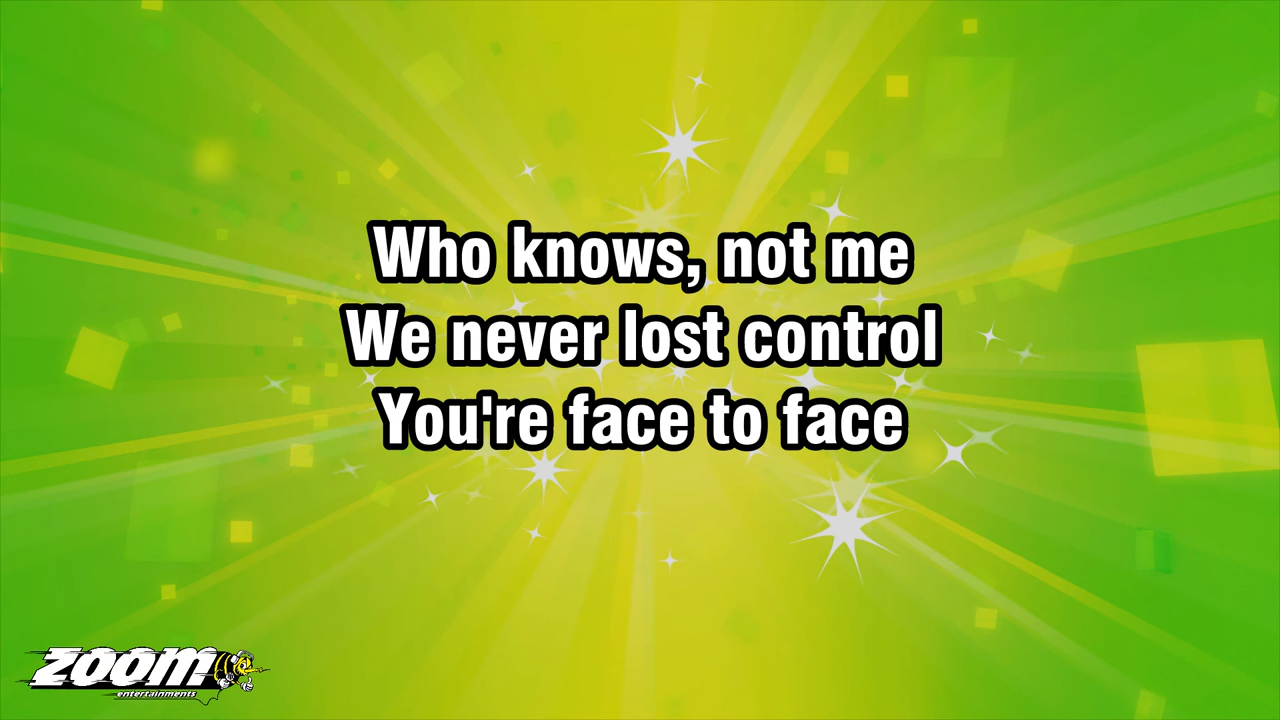 Who knows, not me
We never lost control
You're face to face
ZOOM
entertainments